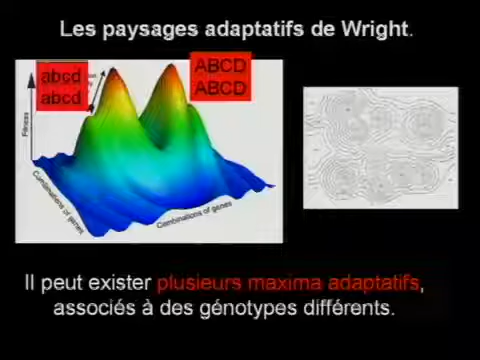 Les paysages adaptatifs de Wright.
abcd
abcd
ABCD
ABCD
Fitness
Combinations of genes
Combinations of genes
Il peut exister plusieurs maxima adaptatifs,
associés à des génotypes différents.